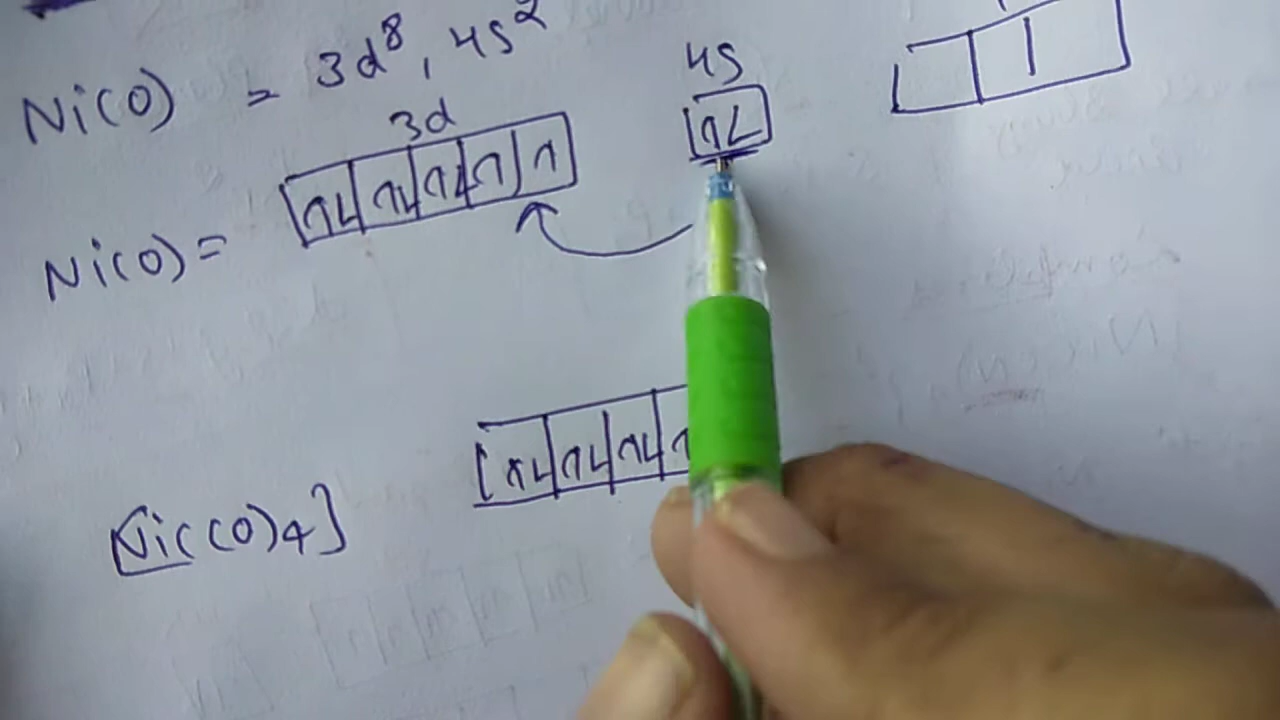 Ni(0) = 3d⁸, 4s²
3d
4s
Ni(0) =
[Ni(CO)4]